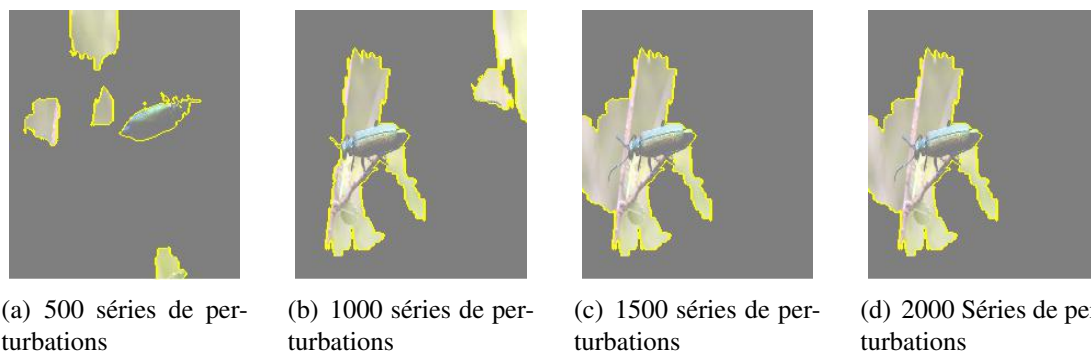 (a) 500 séries de per-
turbations
(b) 1000 séries de per-
turbations
(c) 1500 séries de per-
turbations
(d) 2000 Séries de per
turbations